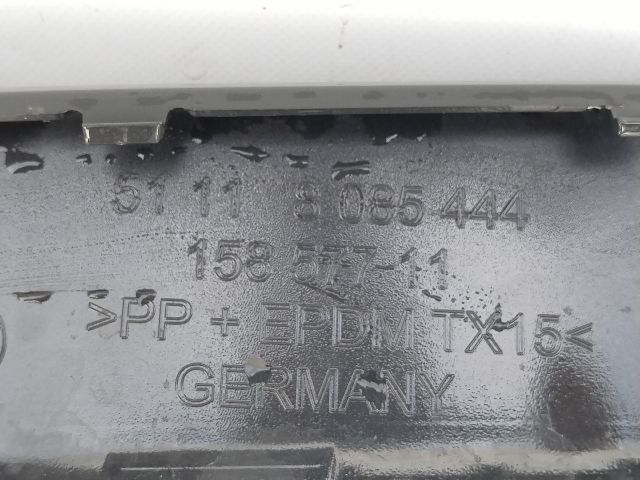 51 11 8 085 444
158 577-11
>PP + EPDM TX15<
GERMANY